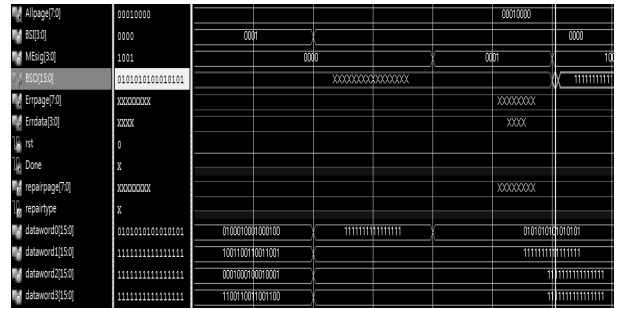 Allpage[7:0] 00010000 00010000
BSI[3:0] 0000 0001 0000
MEsig[3:0] 1001 0000 0001 100
BSO[15:0] 0101010101010101 XXXXXXXXXXXXXXXX 1111111111
Errpage[7:0] XXXXXXXX XXXXXXXX
Errdata[3:0] XXXX XXXX
rst 0
Done X
repairpage[7:0] XXXXXXXX XXXXXXXX
repairtype X
dataword0[15:0] 0101010101010101 0100010001000100 1111111111111111 0101010101010101
dataword1[15:0] 1111111111111111 1001100110011001 1111111111111111
dataword2[15:0] 1111111111111111 0001000100010001 1111111111111111
dataword3[15:0] 1111111111111111 1100110011001100 1111111111111111